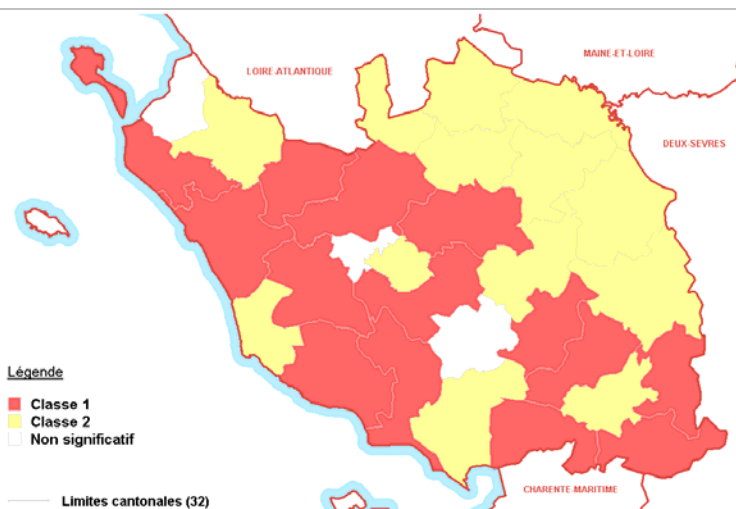 MAINE-ET-LOIRE
LOIRE-ATLANTIQUE
DEUX-SEVRES
Légende
Classe 1
Classe 2
Non significatif
CHARENTE-MARITIME
Limites cantonales (32)